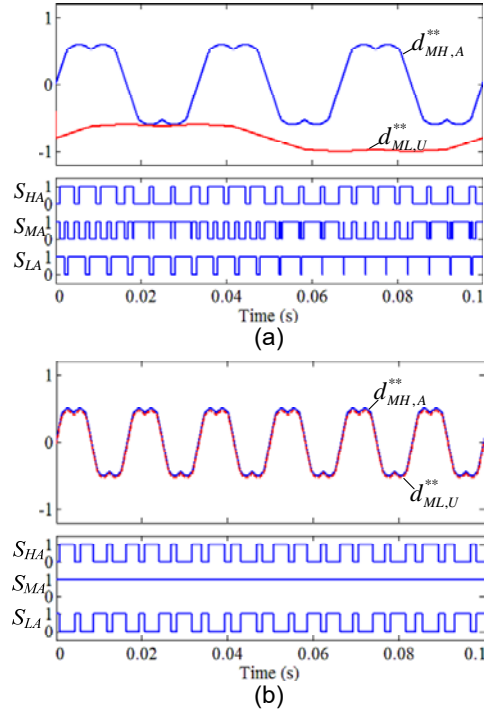 1
0
-1
d**MH,A
d**ML,U
SHA 1 0
SMA 1 0
SLA 1 0
0 0.02 0.04 0.06 0.08 0.1
Time (s)
(a)
1
0
-1
d**MH,A
d**ML,U
SHA 1 0
SMA 1 0
SLA 1 0
0 0.02 0.04 0.06 0.08 0.1
Time (s)
(b)